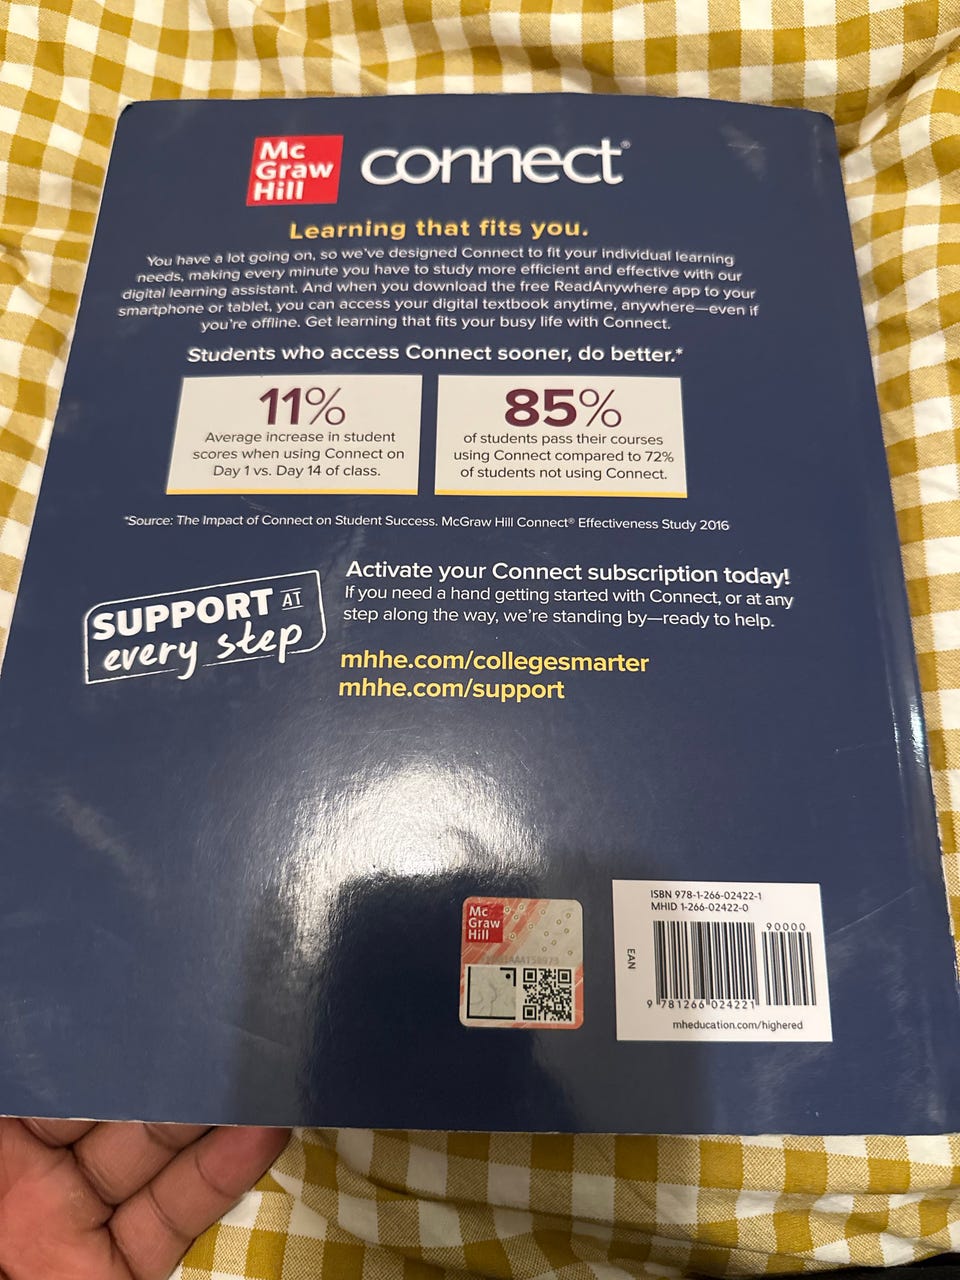 Mc
Graw
Hill
connect®
Learning that fits you.
You have a lot going on, so we've designed Connect to fit your individual learning
needs, making every minute you have to study more efficient and effective with our
digital learning assistant. And when you download the free ReadAnywhere app to your
smartphone or tablet, you can access your digital textbook anytime, anywhere—even if
you're offline. Get learning that fits your busy life with Connect.
Students who access Connect sooner, do better.*
11%
Average increase in student
scores when using Connect on
Day 1 vs. Day 14 of class.
85%
of students pass their courses
using Connect compared to 72%
of students not using Connect.
*Source: The Impact of Connect on Student Success. McGraw Hill Connect® Effectiveness Study 2016
SUPPORT AT
every step
Activate your Connect subscription today!
If you need a hand getting started with Connect, or at any
step along the way, we're standing by—ready to help.
mhhe.com/collegesmarter
mhhe.com/support
Mc
Graw
Hill
ISBN 978-1-266-02422-1
MHID 1-266-02422-0
90000
EAN
9 781266 024221
mheducation.com/highered